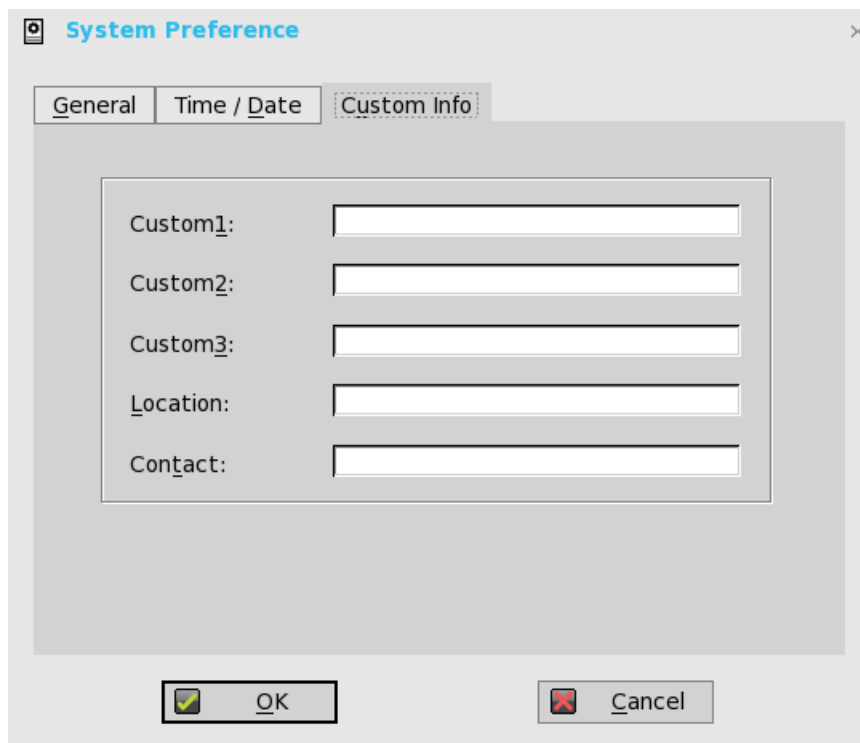 System Preference
General Time / Date Custom Info
Custom1:
Custom2:
Custom3:
Location:
Contact:
OK Cancel